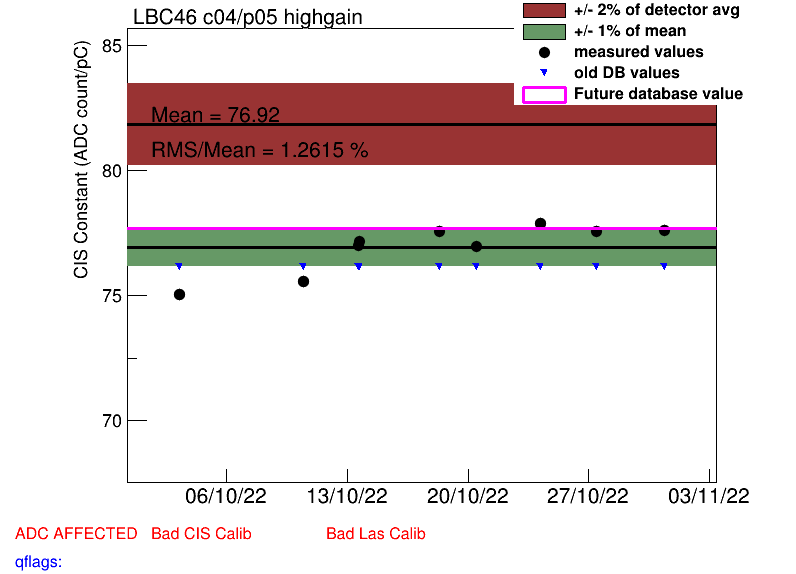 LBC46 c04/p05 highgain
+/- 2% of detector avg
+/- 1% of mean
measured values
old DB values
Future database value
CIS Constant (ADC count/pC)
85
80
75
70
Mean = 76.92
RMS/Mean = 1.2615 %
06/10/22 13/10/22 20/10/22 27/10/22 03/11/22
ADC AFFECTED Bad CIS Calib Bad Las Calib
qflags: